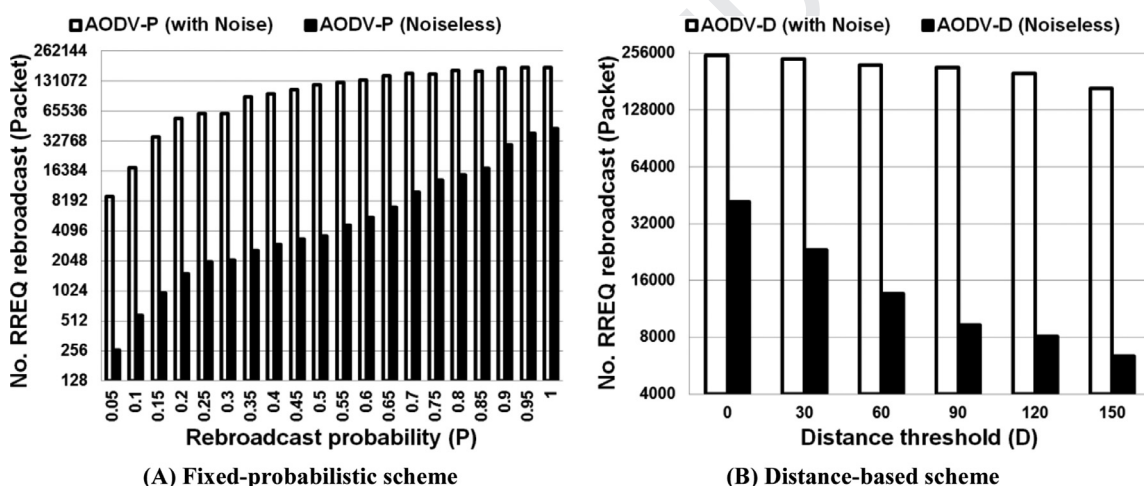 AODV-P (with Noise) AODV-P (Noiseless)
262144
131072
65536
32768
16384
8192
4096
2048
1024
512
256
128
No. RREQ rebroadcast (Packet)
0.05 0.1 0.15 0.2 0.25 0.3 0.35 0.4 0.45 0.5 0.55 0.6 0.65 0.7 0.75 0.8 0.85 0.9 0.95 1
Rebroadcast probability (P)
(A) Fixed-probabilistic scheme
AODV-D (with Noise) AODV-D (Noiseless)
256000
128000
64000
32000
16000
8000
4000
No. RREQ rebroadcast (Packet)
0 30 60 90 120 150
Distance threshold (D)
(B) Distance-based scheme